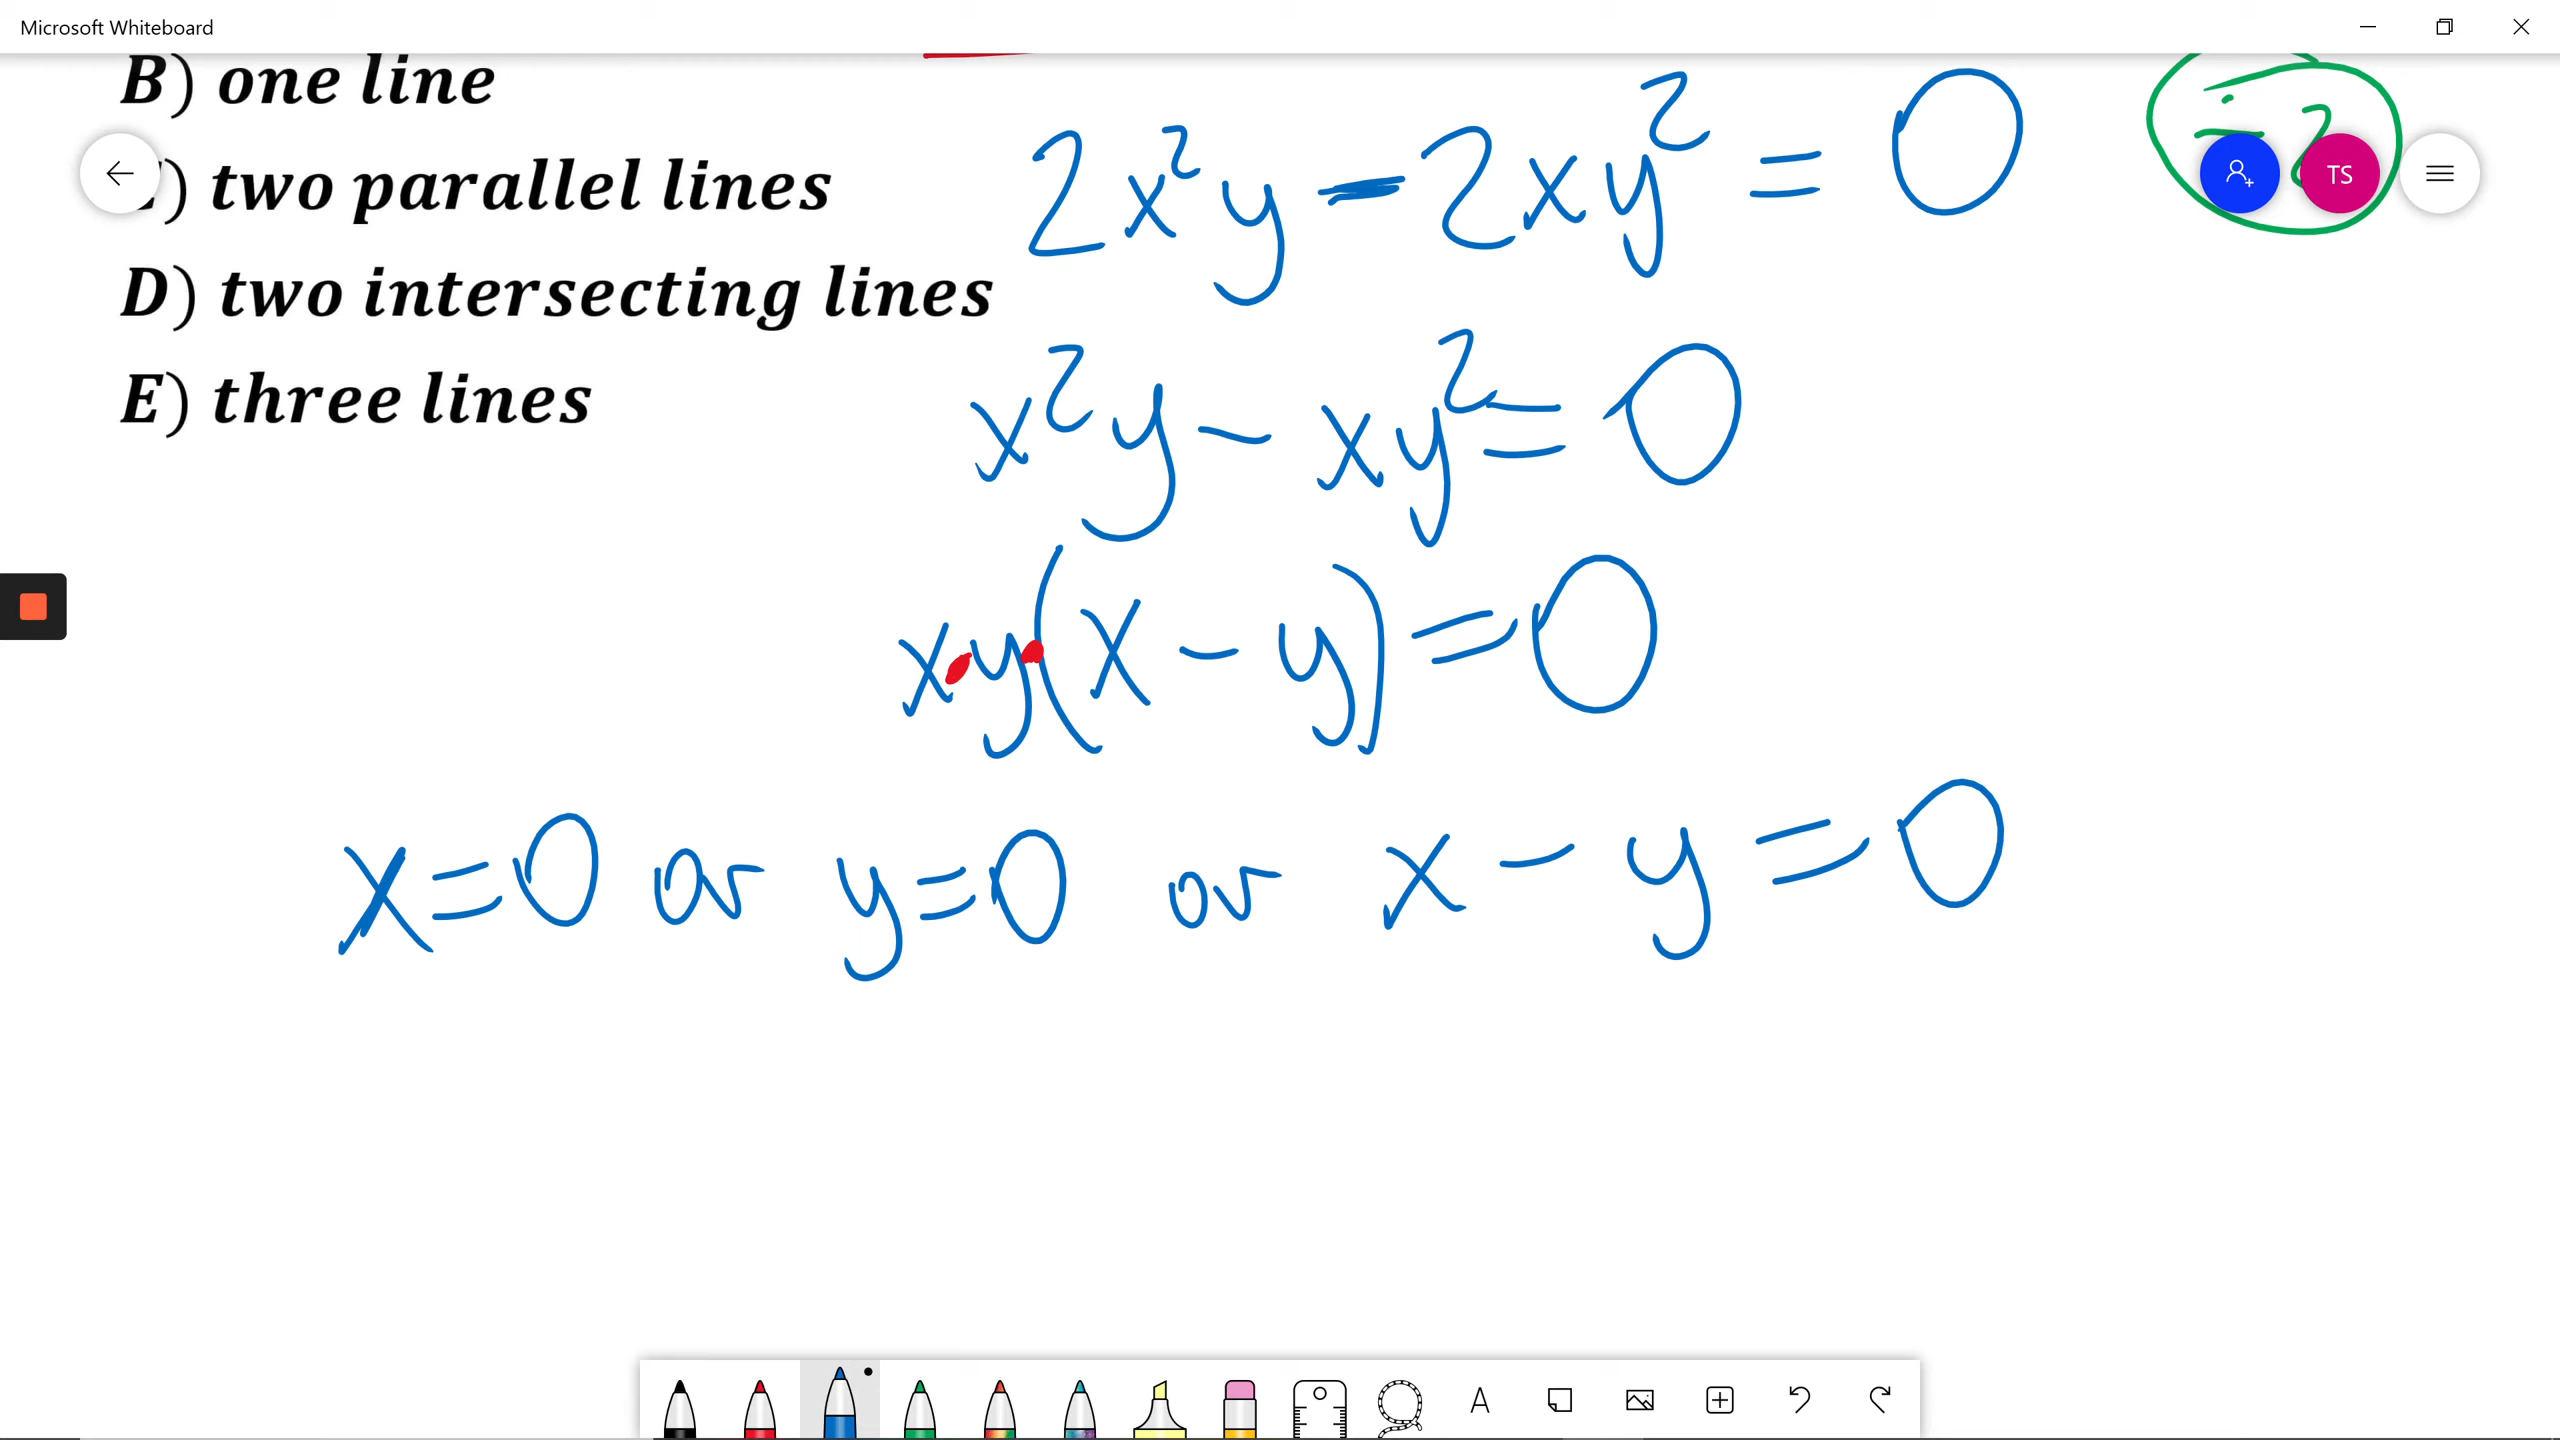 Microsoft Whiteboard
B) one line
) two parallel lines
D) two intersecting lines
E) three lines
2x²y - 2xy² = 0
÷ 2
TS
x²y - xy² = 0
x·y·(x - y) = 0
x=0 or y=0 or x - y = 0
A